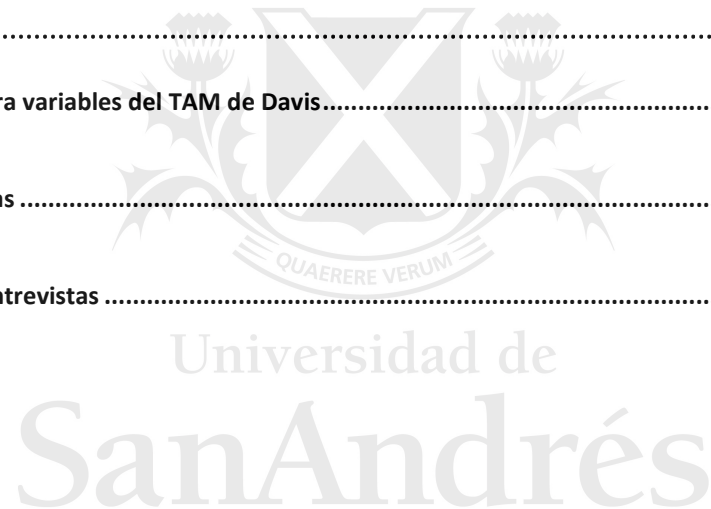 ........................................................................................................
ra variables del TAM de Davis........................................................
as ....................................................................................................
ntrevistas .......................................................................................
QUAERERE VERUM
Universidad de
SanAndrés